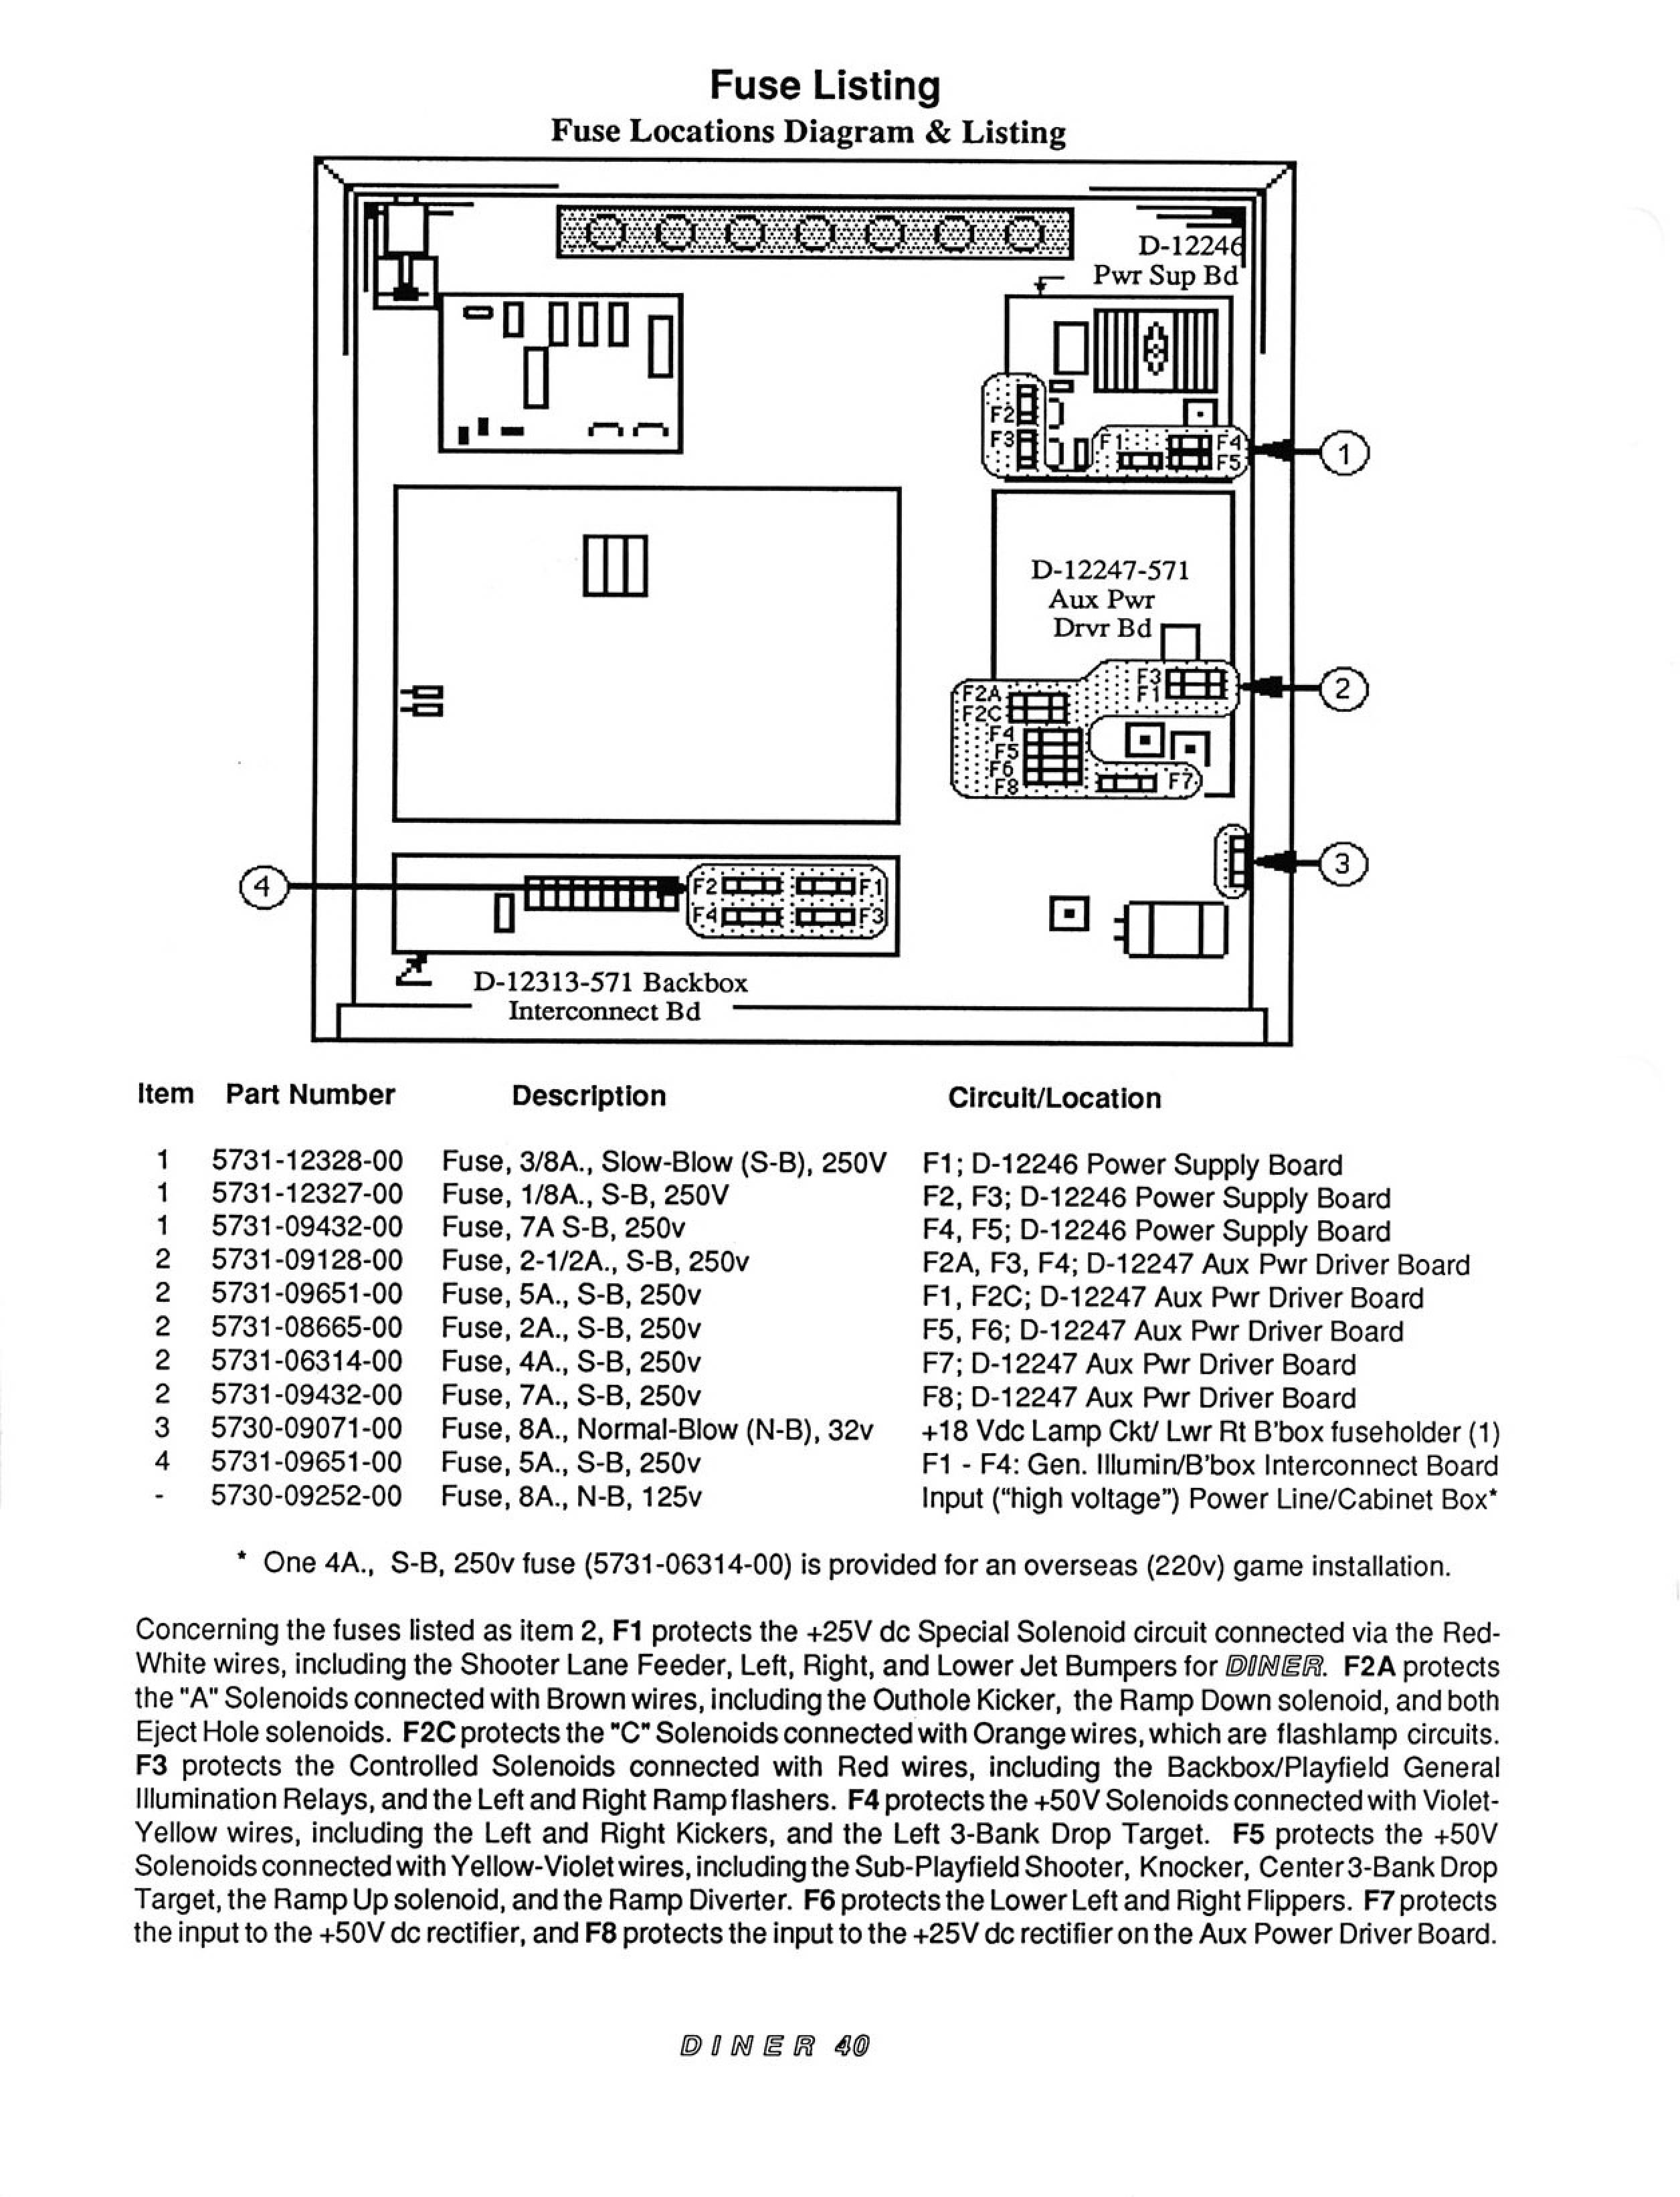 Fuse Listing
Fuse Locations Diagram & Listing
D-12246
Pwr Sup Bd
F2
F3
F1
F4
F5
1
D-12247-571
Aux Pwr
Drvr Bd
F3
F1
2
F2A
F2C
F4
F5
F6
F8
F7
3
4
F2
F1
F4
F3
D-12313-571 Backbox
Interconnect Bd
Item Part Number Description Circuit/Location
1 5731-12328-00 Fuse, 3/8A., Slow-Blow (S-B), 250V F1; D-12246 Power Supply Board
1 5731-12327-00 Fuse, 1/8A., S-B, 250V F2, F3; D-12246 Power Supply Board
1 5731-09432-00 Fuse, 7A S-B, 250v F4, F5; D-12246 Power Supply Board
2 5731-09128-00 Fuse, 2-1/2A., S-B, 250v F2A, F3, F4; D-12247 Aux Pwr Driver Board
2 5731-09651-00 Fuse, 5A., S-B, 250v F1, F2C; D-12247 Aux Pwr Driver Board
2 5731-08665-00 Fuse, 2A., S-B, 250v F5, F6; D-12247 Aux Pwr Driver Board
2 5731-06314-00 Fuse, 4A., S-B, 250v F7; D-12247 Aux Pwr Driver Board
2 5731-09432-00 Fuse, 7A., S-B, 250v F8; D-12247 Aux Pwr Driver Board
3 5730-09071-00 Fuse, 8A., Normal-Blow (N-B), 32v +18 Vdc Lamp Ckt/ Lwr Rt B'box fuseholder (1)
4 5731-09651-00 Fuse, 5A., S-B, 250v F1 - F4: Gen. Illumin/B'box Interconnect Board
- 5730-09252-00 Fuse, 8A., N-B, 125v Input ("high voltage") Power Line/Cabinet Box*
* One 4A., S-B, 250v fuse (5731-06314-00) is provided for an overseas (220v) game installation.
Concerning the fuses listed as item 2, F1 protects the +25V dc Special Solenoid circuit connected via the Red-
White wires, including the Shooter Lane Feeder, Left, Right, and Lower Jet Bumpers for DINER. F2A protects
the "A" Solenoids connected with Brown wires, including the Outhole Kicker, the Ramp Down solenoid, and both
Eject Hole solenoids. F2C protects the "C" Solenoids connected with Orange wires, which are flashlamp circuits.
F3 protects the Controlled Solenoids connected with Red wires, including the Backbox/Playfield General
Illumination Relays, and the Left and Right Ramp flashers. F4 protects the +50V Solenoids connected with Violet-
Yellow wires, including the Left and Right Kickers, and the Left 3-Bank Drop Target. F5 protects the +50V
Solenoids connected with Yellow-Violet wires, including the Sub-Playfield Shooter, Knocker, Center 3-Bank Drop
Target, the Ramp Up solenoid, and the Ramp Diverter. F6 protects the Lower Left and Right Flippers. F7 protects
the input to the +50V dc rectifier, and F8 protects the input to the +25V dc rectifier on the Aux Power Driver Board.
DINER 40